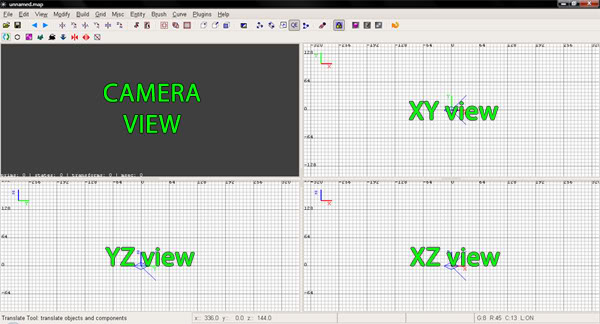 unnamed.map
File Edit View Modify Build Grid Misc Entity Brush Curve Plugins Help
CAMERA
VIEW
XY view
YZ view
XZ view
Translate Tool: translate objects and components
x: 336.0 y: 0.0 z: 144.0
G:8 R:45 C:13 L:ON